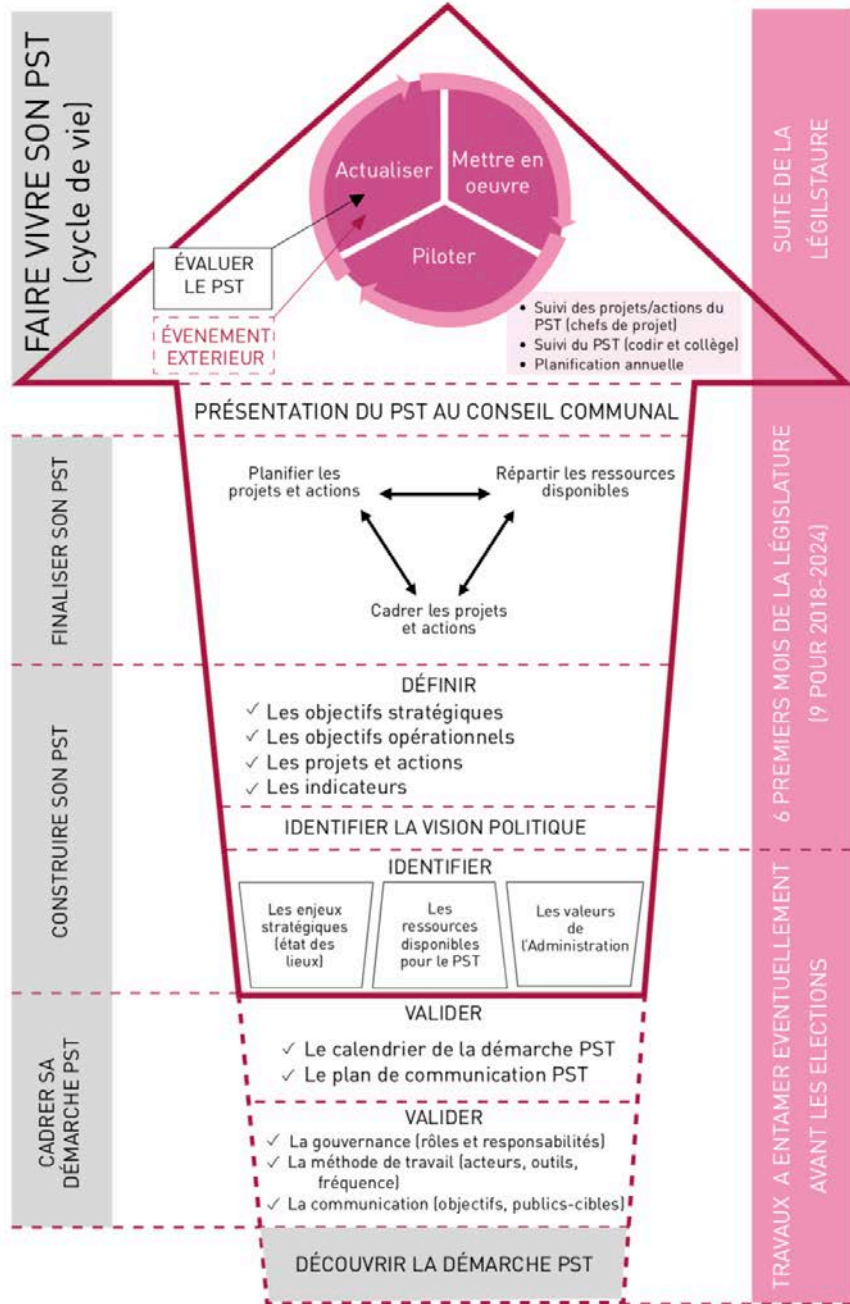 FAIRE VIVRE SON PST
(cycle de vie)
Actualiser
Mettre en
oeuvre
Piloter
ÉVALUER
LE PST
ÉVENEMENT
EXTERIEUR
• Suivi des projets/actions du
PST (chefs de projet)
• Suivi du PST (codir et collège)
• Planification annuelle
SUITE DE LA
LÉGILSTAURE
PRÉSENTATION DU PST AU CONSEIL COMMUNAL
FINALISER SON PST
Planifier les
projets et actions
Répartir les ressources
disponibles
Cadrer les projets
et actions
6 PREMIERS MOIS DE LA LÉGISLATURE
(9 POUR 2018-2024)
CONSTRUIRE SON PST
DÉFINIR
✓ Les objectifs stratégiques
✓ Les objectifs opérationnels
✓ Les projets et actions
✓ Les indicateurs
IDENTIFIER LA VISION POLITIQUE
IDENTIFIER
Les enjeux
stratégiques
(état des
lieux)
Les
ressources
disponibles
pour le PST
Les valeurs
de
l'Administration
CADRER SA
DÉMARCHE PST
VALIDER
✓ Le calendrier de la démarche PST
✓ Le plan de communication PST
VALIDER
✓ La gouvernance (rôles et responsabilités)
✓ La méthode de travail (acteurs, outils,
fréquence)
✓ La communication (objectifs, publics-cibles)
DÉCOUVRIR LA DÉMARCHE PST
TRAVAUX A ENTAMER EVENTUELLEMENT
AVANT LES ELECTIONS